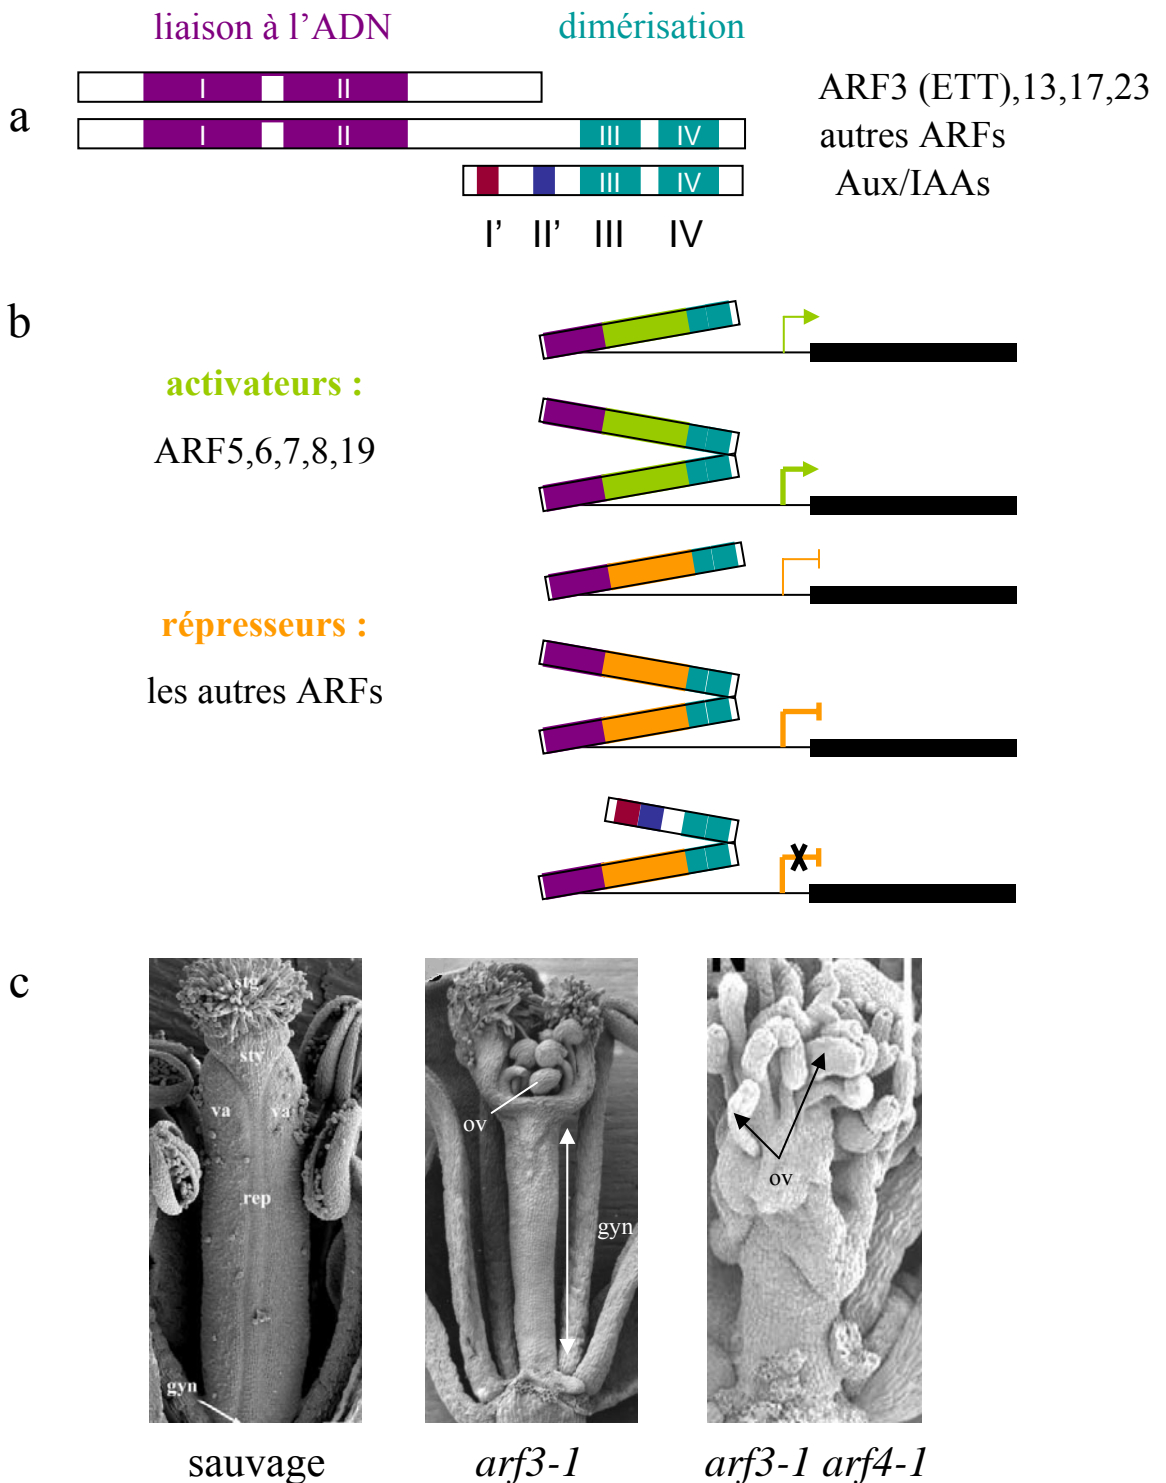 liaison à l’ADN
dimérisation
a
I II
ARF3 (ETT),13,17,23
I II III IV
autres ARFs
III IV
Aux/IAAs
I’ II’ III IV
b
activateurs :
ARF5,6,7,8,19
répresseurs :
les autres ARFs
c
stg
sty
va va
rep
gyn
ov
gyn
ov
sauvage
arf3-1
arf3-1 arf4-1